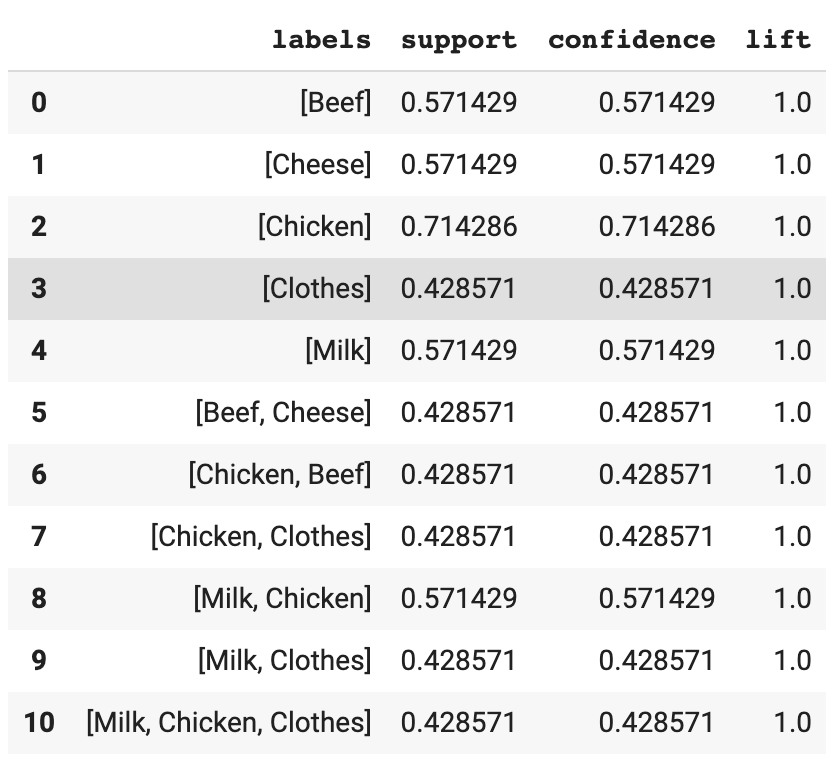 labels support confidence lift
0 [Beef] 0.571429 0.571429 1.0
1 [Cheese] 0.571429 0.571429 1.0
2 [Chicken] 0.714286 0.714286 1.0
3 [Clothes] 0.428571 0.428571 1.0
4 [Milk] 0.571429 0.571429 1.0
5 [Beef, Cheese] 0.428571 0.428571 1.0
6 [Chicken, Beef] 0.428571 0.428571 1.0
7 [Chicken, Clothes] 0.428571 0.428571 1.0
8 [Milk, Chicken] 0.571429 0.571429 1.0
9 [Milk, Clothes] 0.428571 0.428571 1.0
10 [Milk, Chicken, Clothes] 0.428571 0.428571 1.0